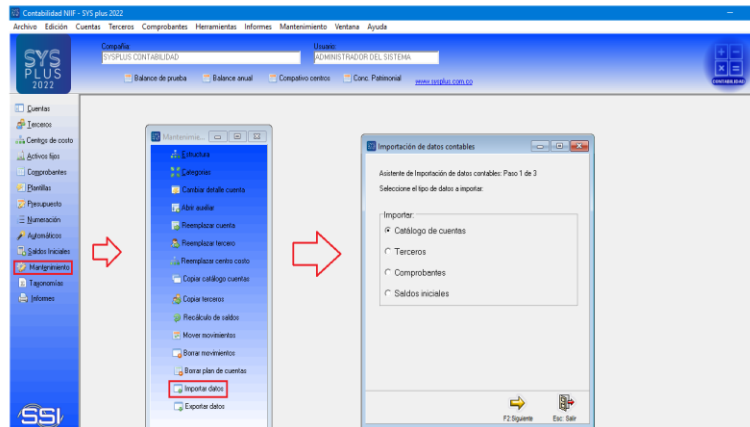 Contabilidad NIIF - SYS plus 2022
Archivo Edición Cuentas Terceros Comprobantes Herramientas Informes Mantenimiento Ventana Ayuda
SYS
PLUS
2022
Compañía:
SYSPLUS CONTABILIDAD
Usuario:
ADMINISTRADOR DEL SISTEMA
Balance de prueba Balance anual Compativo centros Conc. Patrimonial www.sysplus.com.co
CONTABILIDAD
Cuentas
Terceros
Centros de costo
Activos fijos
Comprobantes
Plantillas
Presupuesto
Numeración
Automáticos
Saldos Iniciales
Mantenimiento
Taxonomías
Informes
SSI
Mantenimie...
Estructura
Categorías
Cambiar detalle cuenta
Abrir auxiliar
Reemplazar cuenta
Reemplazar tercero
Reemplazar centro costo
Copiar catálogo cuentas
Copiar terceros
Recálculo de saldos
Mover movimientos
Borrar movimientos
Borrar plan de cuentas
Importar datos
Exportar datos
Importación de datos contables
Asistente de Importación de datos contables: Paso 1 de 3
Seleccione el tipo de datos a importar:
Importar:
Catálogo de cuentas
Terceros
Comprobantes
Saldos iniciales
F2 Siguiente Esc: Salir